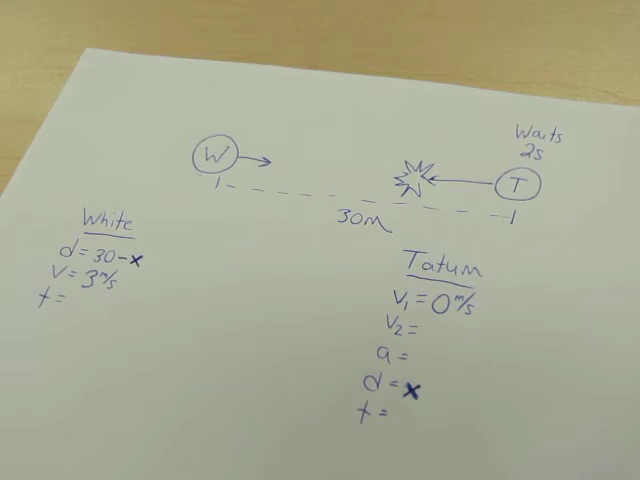 Waits
2s
W
T
30m
White
d = 30 - x
v = 3 m/s
t =
Tatum
v₁ = 0 m/s
v₂ =
a =
d = x
t =